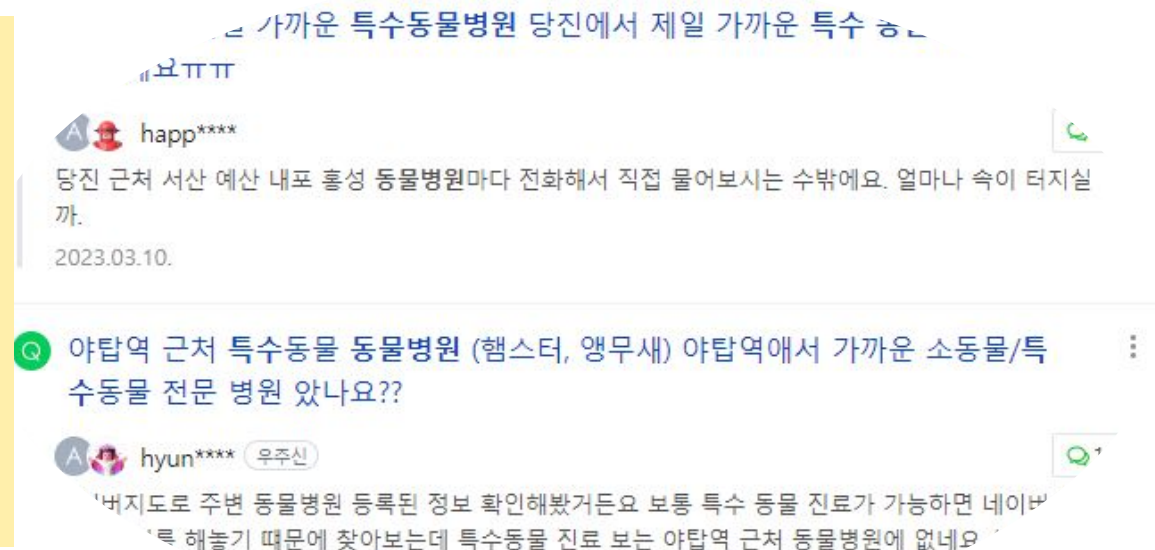 가까운 특수동물병원 당진에서 제일 가까운 특수
요ㅠㅠ
A happ****
당진 근처 서산 예산 내포 홍성 동물병원마다 전화해서 직접 물어보시는 수밖에요. 얼마나 속이 터지실
까.
2023.03.10.
Q 야탑역 근처 특수동물 동물병원 (햄스터, 앵무새) 야탑역애서 가까운 소동물/특
수동물 전문 병원 았나요??
A hyun**** 우주신
버지도로 주변 동물병원 등록된 정보 확인해봤거든요 보통 특수 동물 진료가 가능하면
해놓기 떄문에 찾아보는데 특수동물 진료 보는 야탑역 근처 동물병원에 없네요